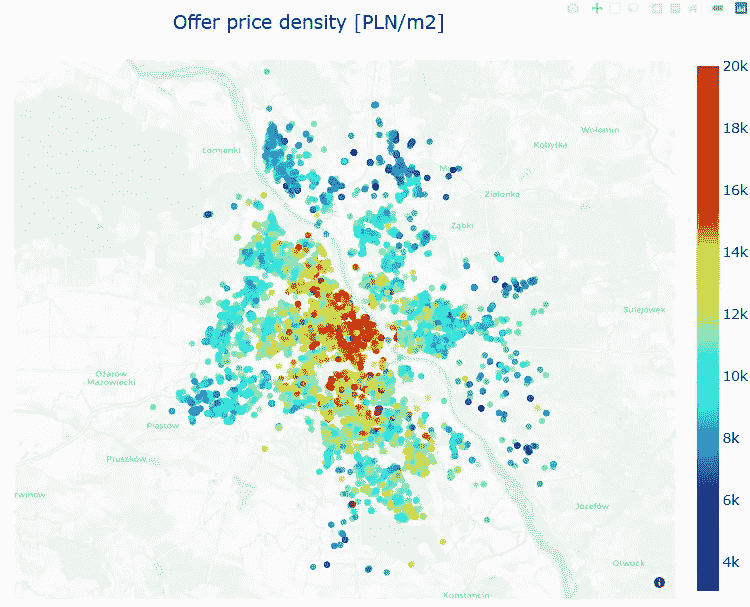 Offer price density [PLN/m2]
20k
Wołomin
18k
Kobyłka
Łomianki
Zielonka
16k
Ząbki
14k
Sulejówek
12k
Ożarów
Mazowiecki
10k
Piastów
8k
Pruszków
Józefów
6k
Otwock
4k
Konstancin-